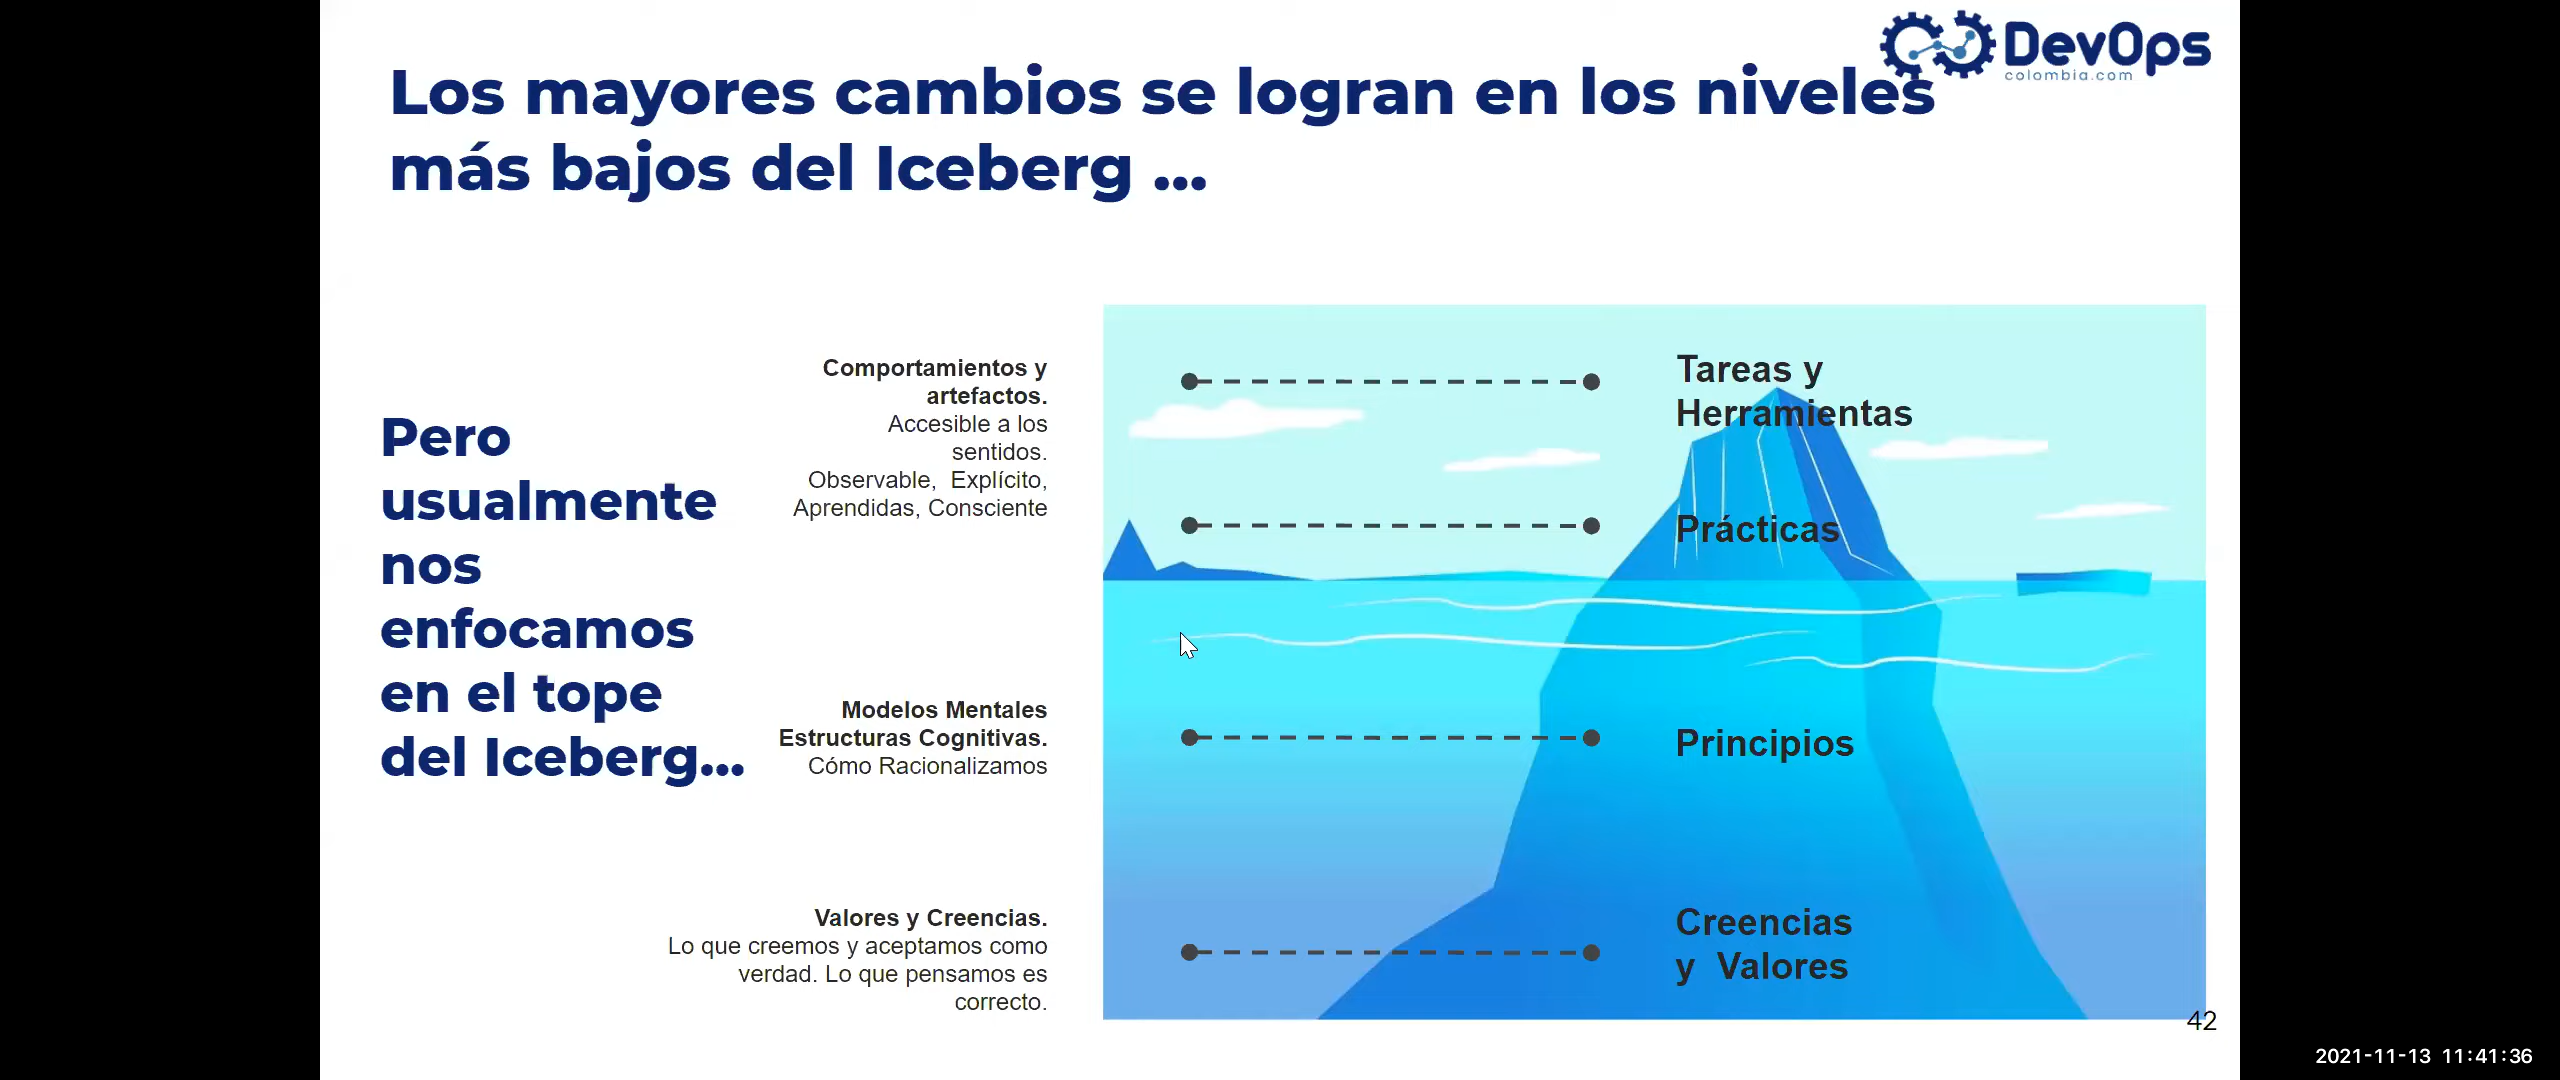 DevOps
colombia.com
Los mayores cambios se logran en los niveles
más bajos del Iceberg ...
Pero
usualmente
nos
enfocamos
en el tope
del Iceberg...
Comportamientos y
artefactos.
Accesible a los
sentidos.
Observable, Explícito,
Aprendidas, Consciente
Modelos Mentales
Estructuras Cognitivas.
Cómo Racionalizamos
Valores y Creencias.
Lo que creemos y aceptamos como
verdad. Lo que pensamos es
correcto.
Tareas y
Herramientas
Prácticas
Principios
Creencias
y Valores
42
2021-11-13 11:41:36